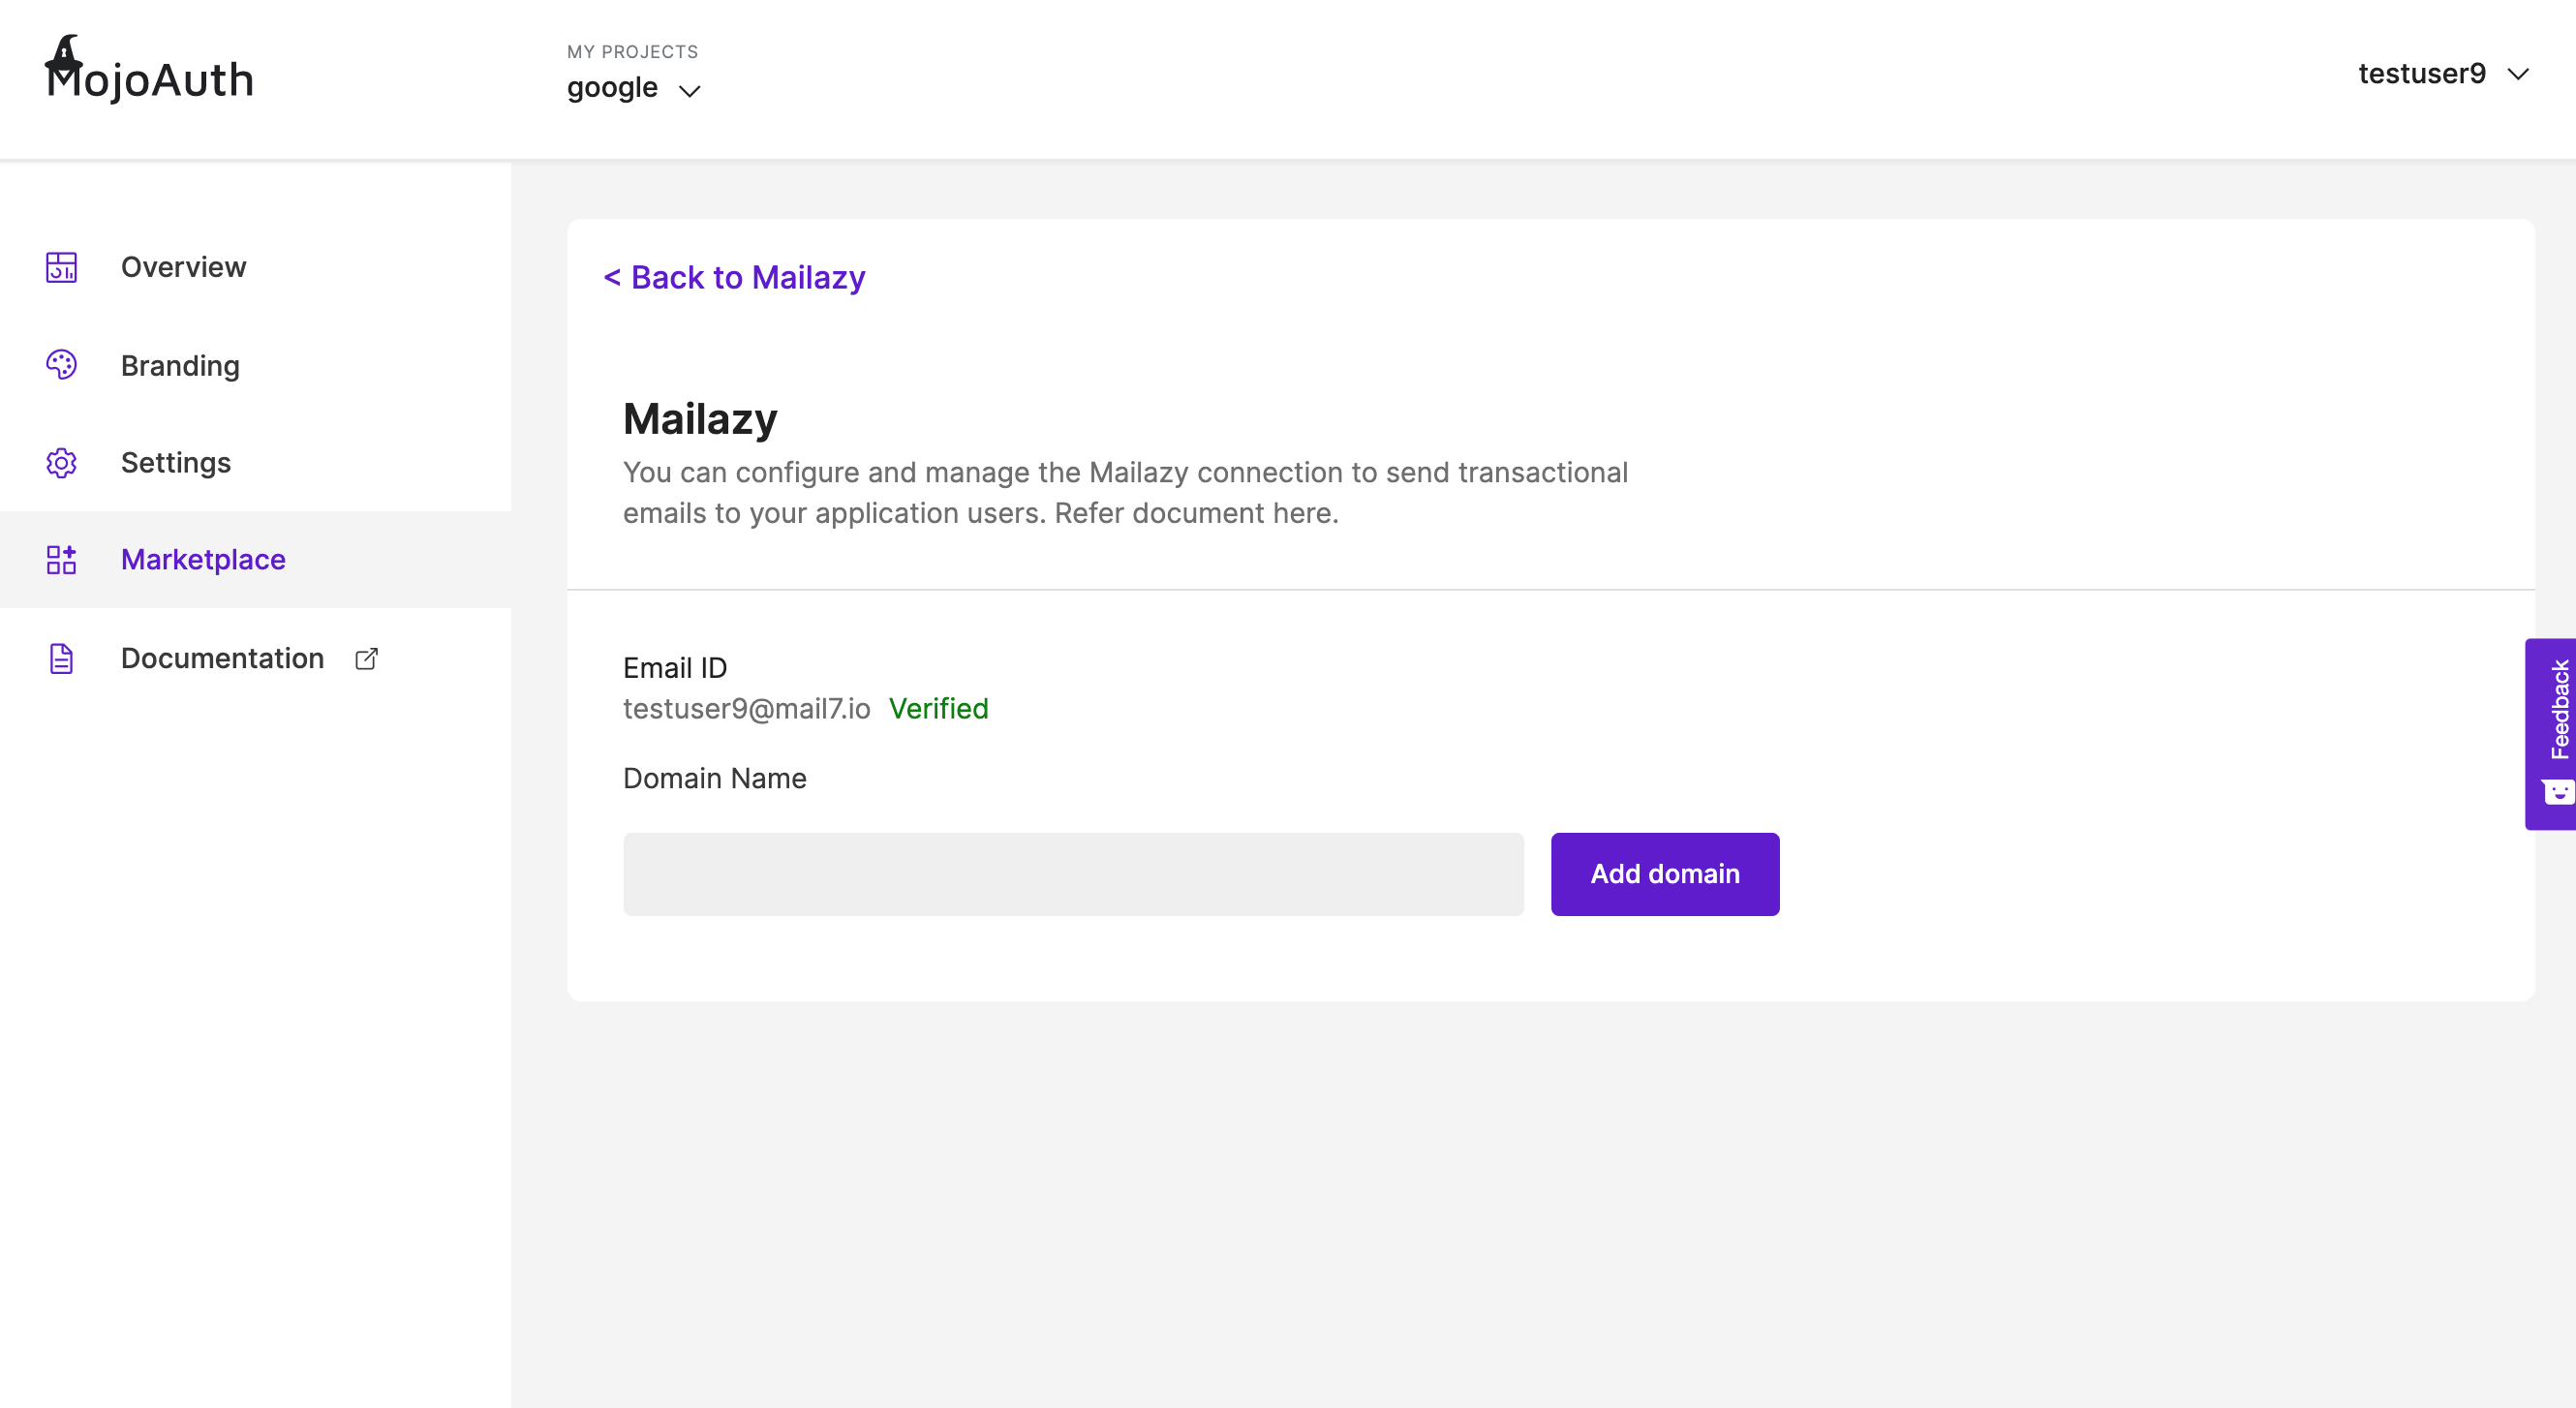 MojoAuth
MY PROJECTS
google
testuser9
Overview
Branding
Settings
Marketplace
Documentation
< Back to Mailazy
Mailazy
You can configure and manage the Mailazy connection to send transactional
emails to your application users. Refer document here.
Email ID
testuser9@mail7.io Verified
Domain Name
Add domain
Feedback